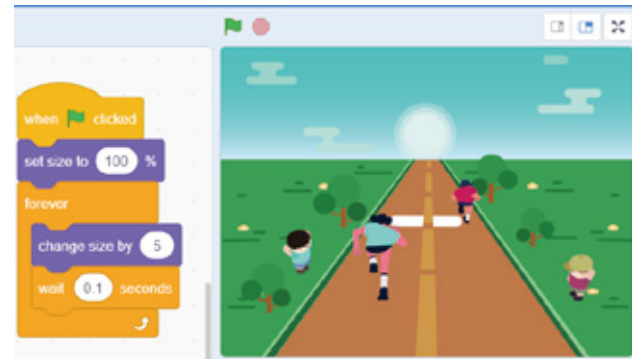 when clicked
set size to 100 %
forever
change size by 5
wait 0.1 seconds